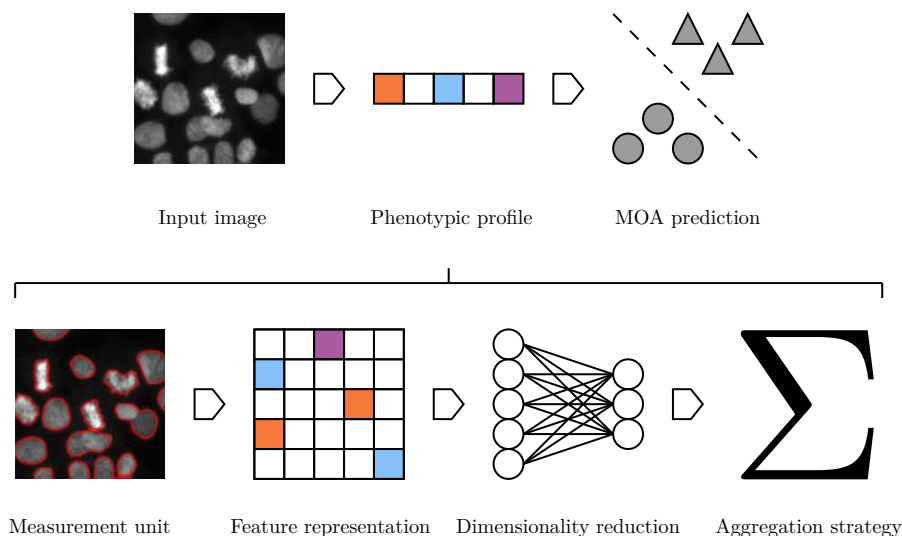 Input image
Phenotypic profile
MOA prediction
Measurement unit
Feature representation
Dimensionality reduction
Aggregation strategy